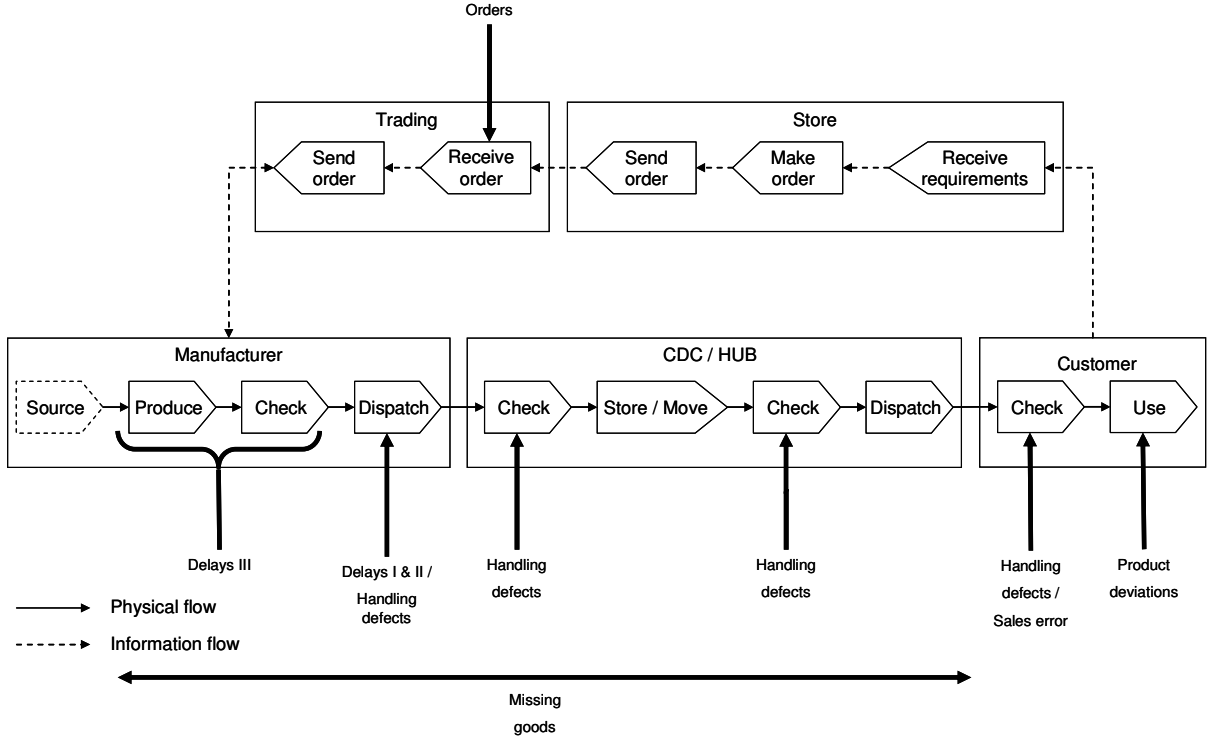 Orders
Trading
Store
Send
order
Receive
order
Send
order
Make
order
Receive
requirements
Manufacturer
CDC / HUB
Customer
Source
Produce
Check
Dispatch
Check
Store / Move
Check
Dispatch
Check
Use
Delays III
Delays I & II /
Handling
defects
Handling
defects
Handling
defects
Handling
defects /
Sales error
Product
deviations
Physical flow
Information flow
Missing
goods